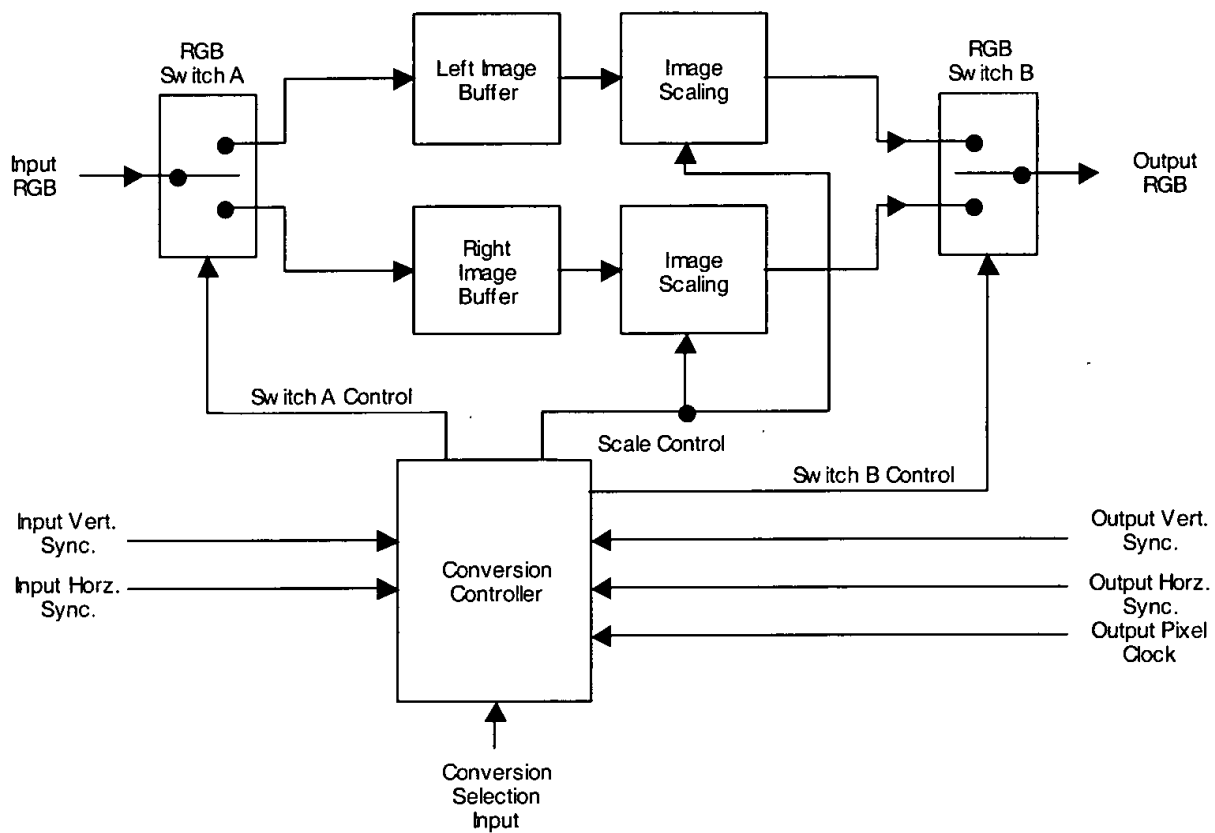 RGB
Switch A
Left Image
Buffer
Image
Scaling
RGB
Switch B
Input
RGB
Output
RGB
Right
Image
Buffer
Image
Scaling
Switch A Control
Scale Control
Switch B Control
Input Vert.
Sync.
Input Horz.
Sync.
Conversion
Controller
Output Vert.
Sync.
Output Horz.
Sync.
Output Pixel
Clock
Conversion
Selection
Input